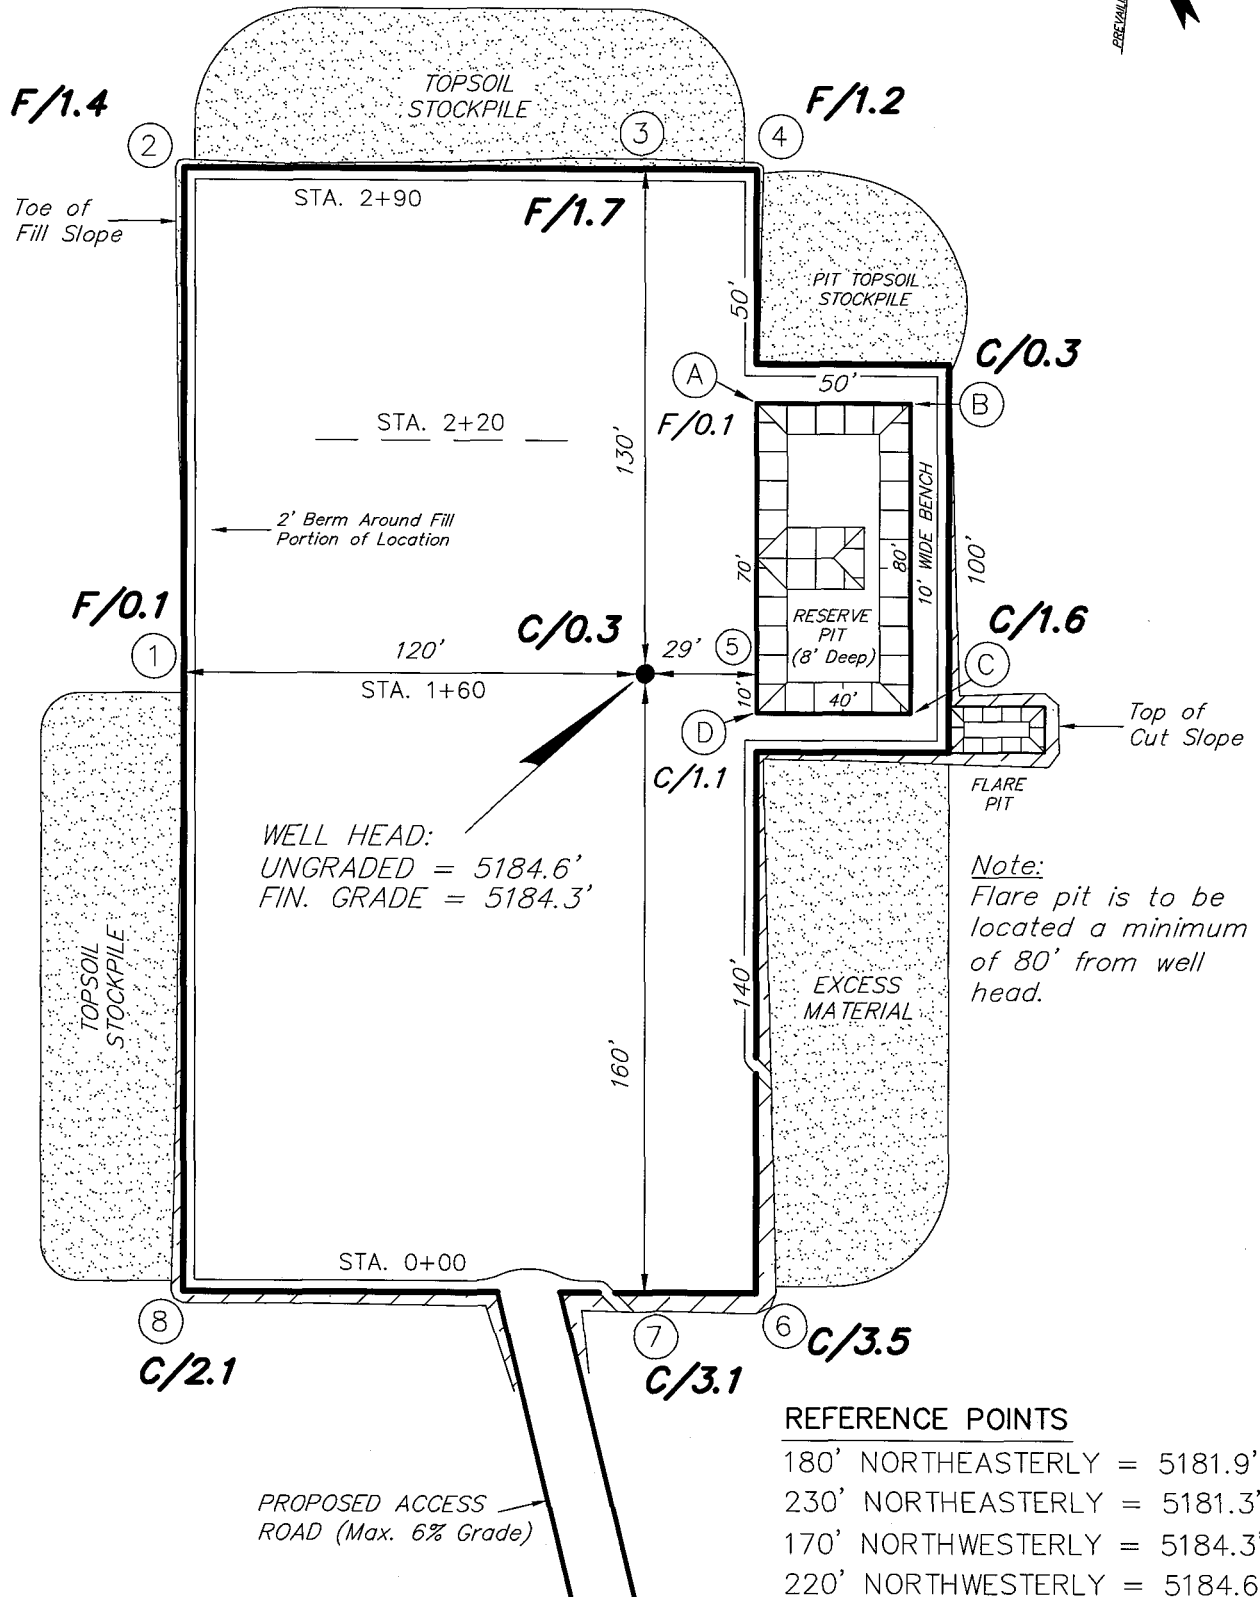 PREVAIL
F/1.4
TOPSOIL
STOCKPILE
F/1.2
2
3
4
Toe of
Fill Slope
STA. 2+90
F/1.7
50'
PIT TOPSOIL
STOCKPILE
C/0.3
A
50'
B
F/0.1
STA. 2+20
130'
2' Berm Around Fill
Portion of Location
10' WIDE BENCH
70'
80'
100'
F/0.1
C/0.3
RESERVE
PIT
(8' Deep)
C/1.6
1
120'
29'
5
C
STA. 1+60
10'
40'
D
Top of
Cut Slope
C/1.1
FLARE
PIT
WELL HEAD:
UNGRADED = 5184.6'
FIN. GRADE = 5184.3'
Note:
Flare pit is to be
located a minimum
of 80' from well
head.
TOPSOIL
STOCKPILE
EXCESS
MATERIAL
140'
160'
STA. 0+00
8
7
6
C/3.5
C/2.1
C/3.1
REFERENCE POINTS
180' NORTHEASTERLY = 5181.9'
230' NORTHEASTERLY = 5181.3'
170' NORTHWESTERLY = 5184.3'
220' NORTHWESTERLY = 5184.6
PROPOSED ACCESS
ROAD (Max. 6% Grade)